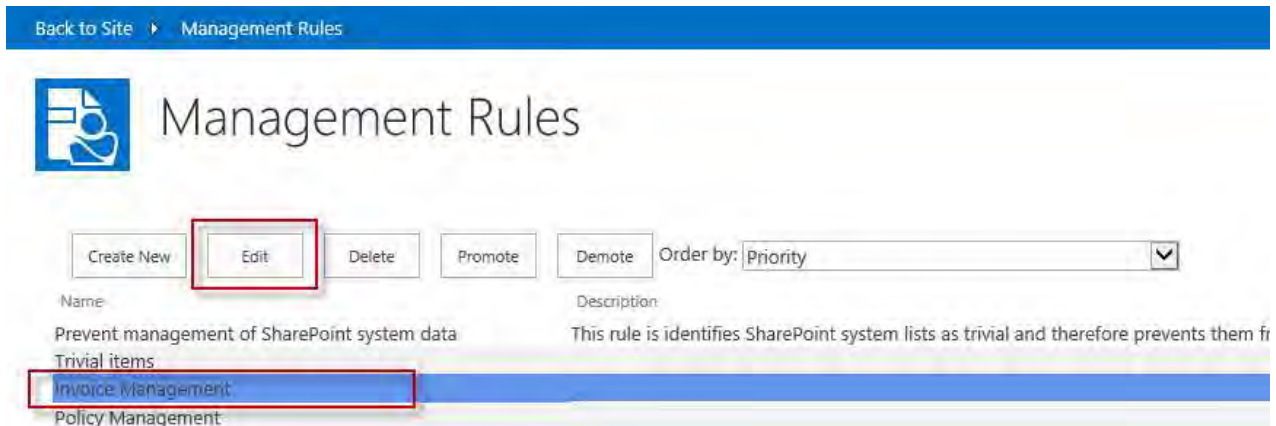 Back to Site ▸ Management Rules
Management Rules
Create New Edit Delete Promote Demote Order by: Priority
Name Description
Prevent management of SharePoint system data This rule is identifies SharePoint system lists as trivial and therefore prevents them fr
Trivial items
Invoice Management
Policy Management